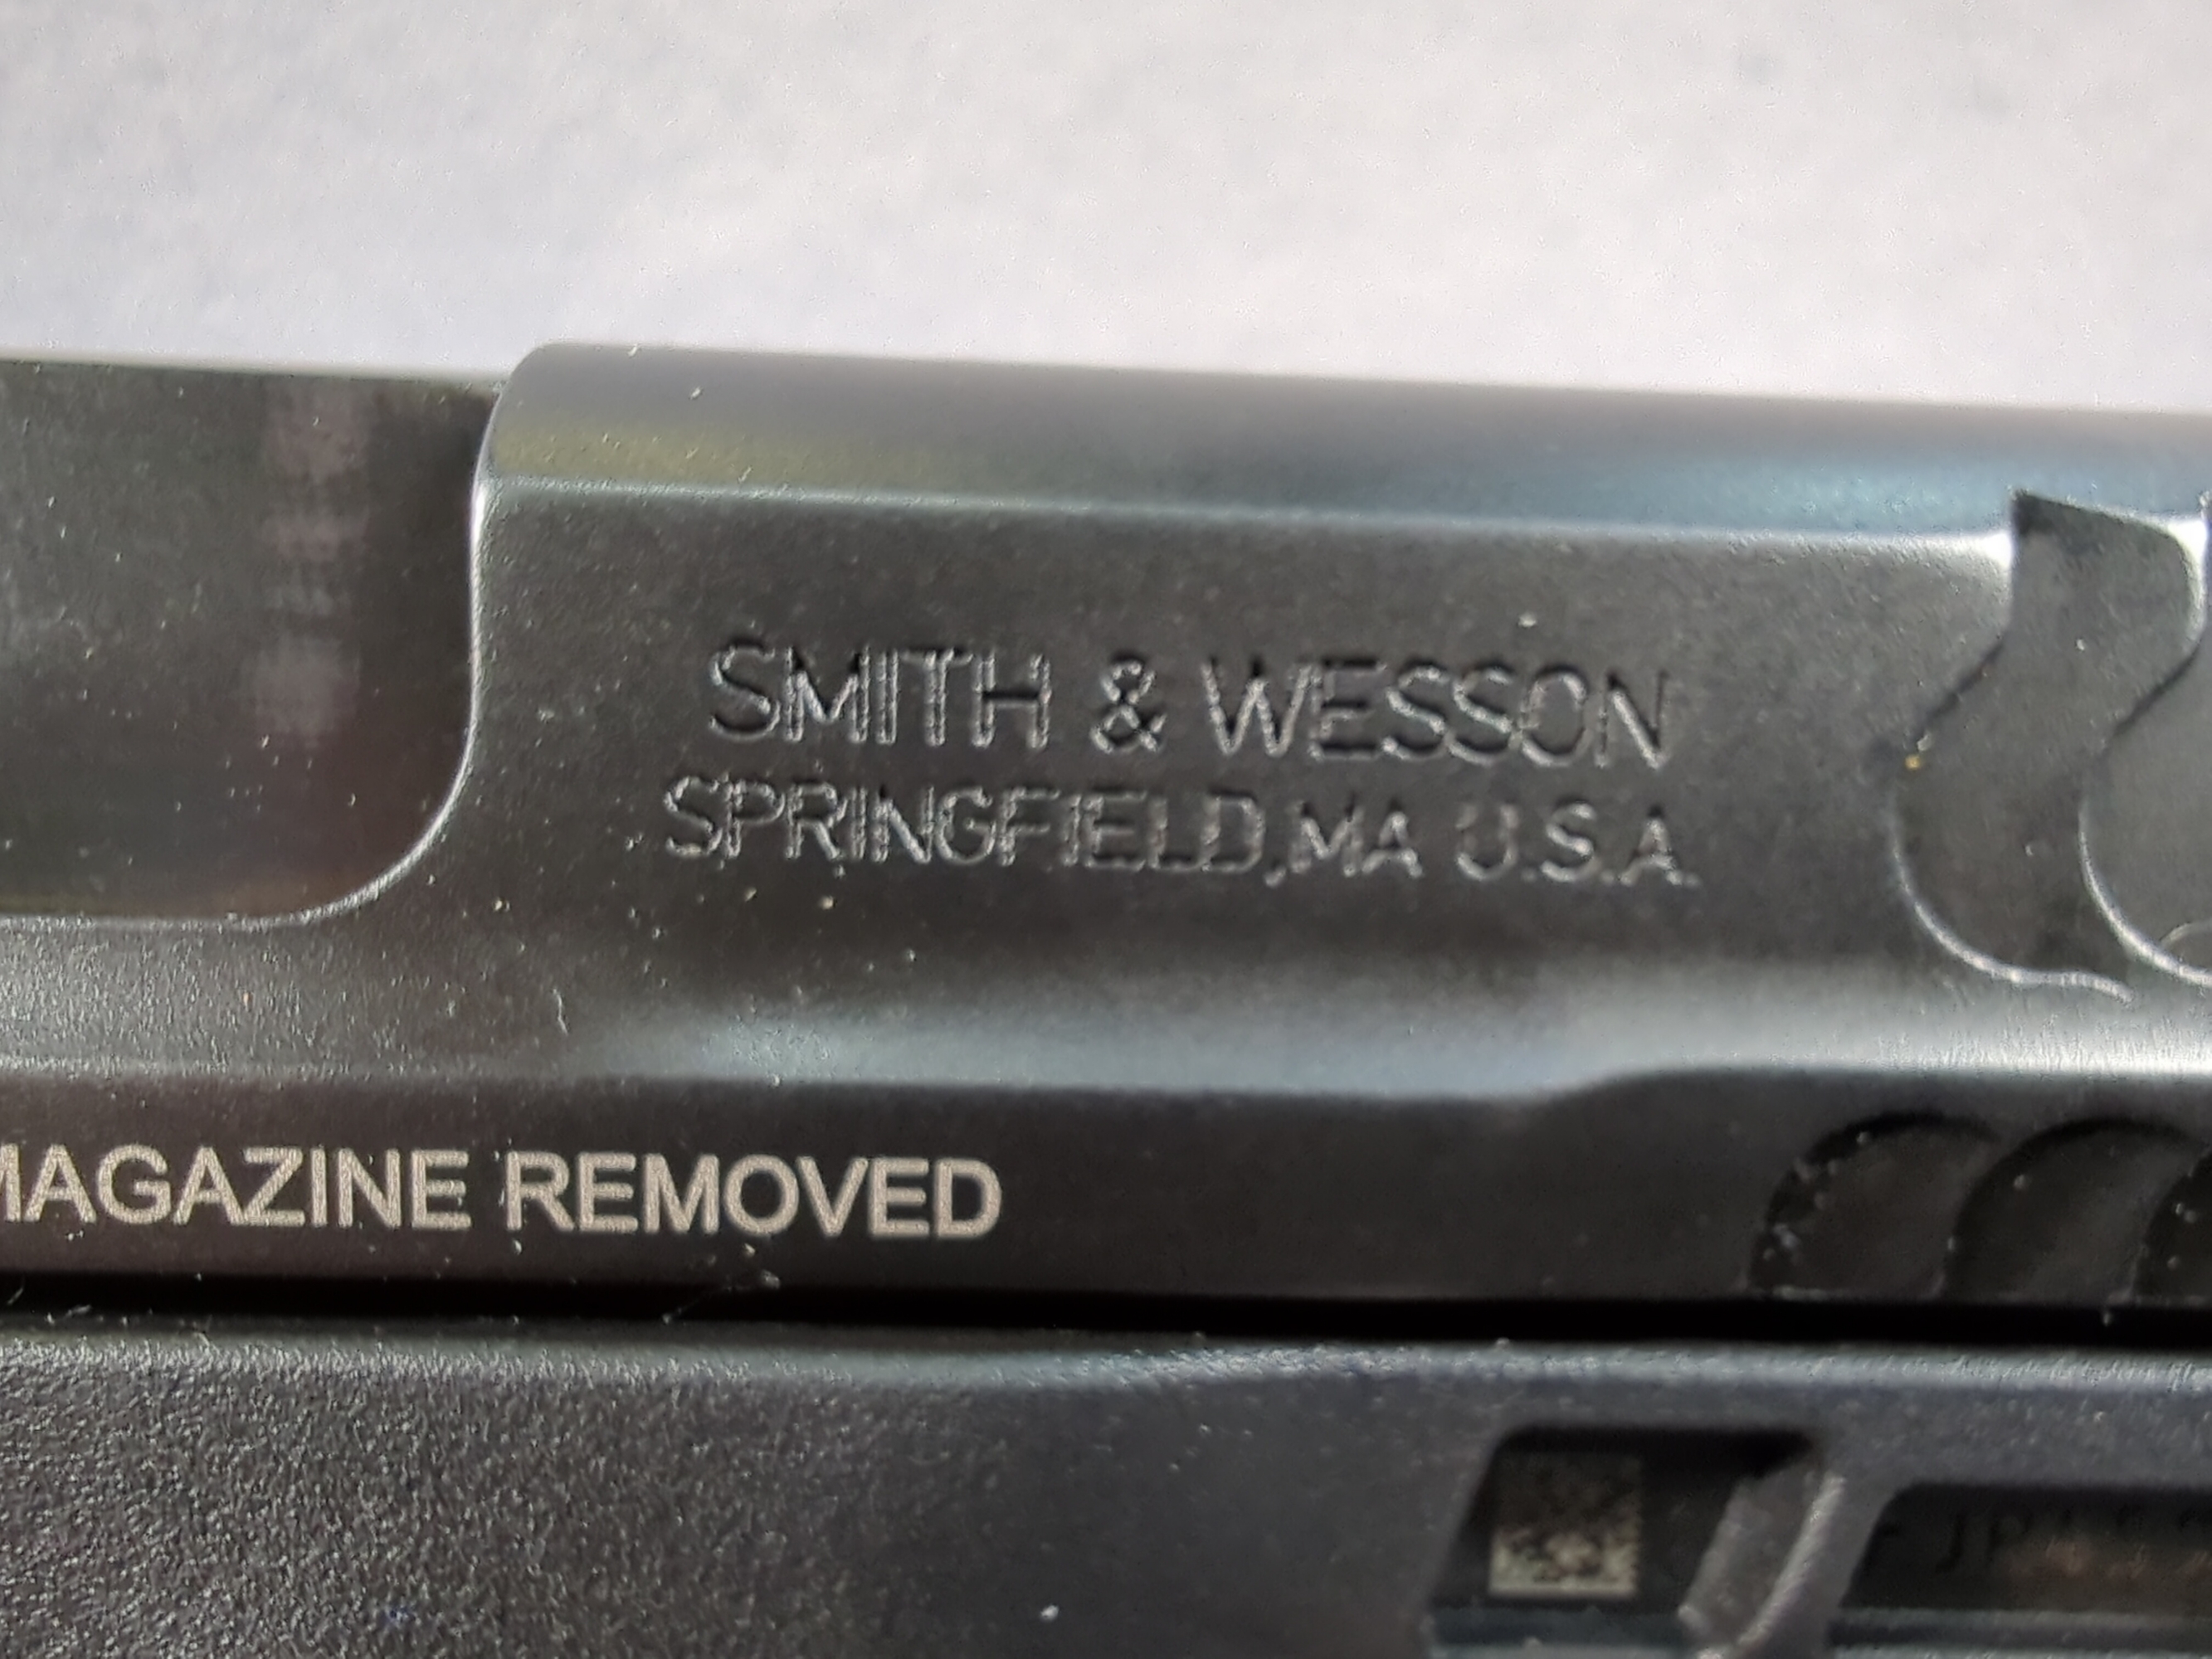 SMITH & WESSON
SPRINGFIELD,MA U.S.A.
MAGAZINE REMOVED